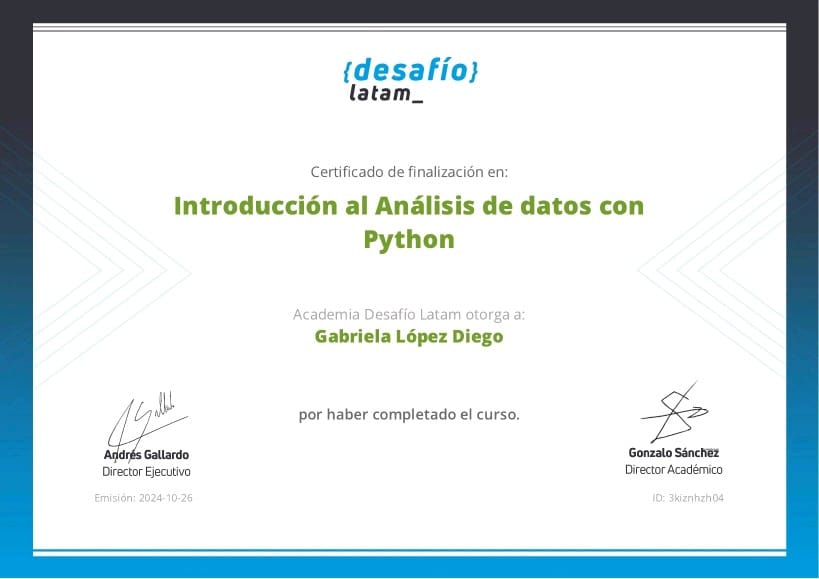 {desafío}
latam_
Certificado de finalización en:
Introducción al Análisis de datos con
Python
Academia Desafío Latam otorga a:
Gabriela López Diego
por haber completado el curso.
Andrés Gallardo
Director Ejecutivo
Emisión: 2024-10-26
Gonzalo Sánchez
Director Académico
ID: 3kiznhzh04